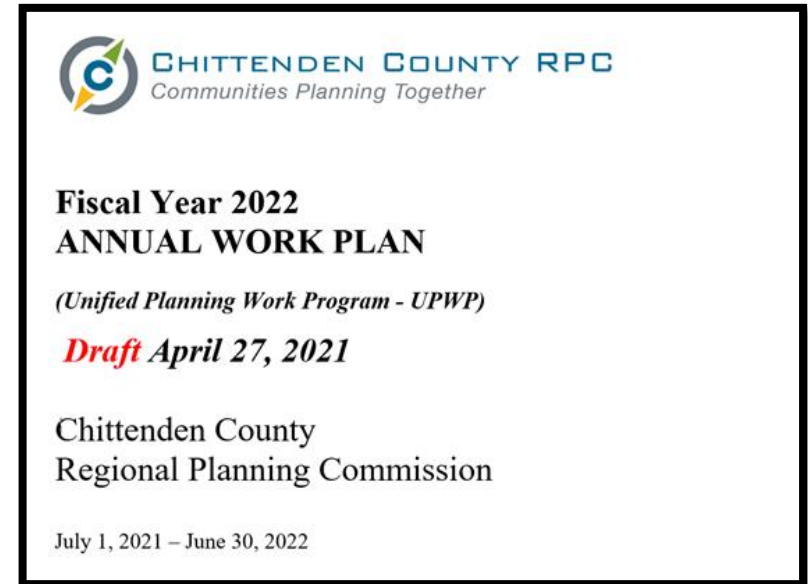 C
CHITTENDEN COUNTY RPC
Communities Planning Together
Fiscal Year 2022
ANNUAL WORK PLAN
(Unified Planning Work Program - UPWP)
Draft April 27, 2021
Chittenden County
Regional Planning Commission
July 1, 2021 – June 30, 2022